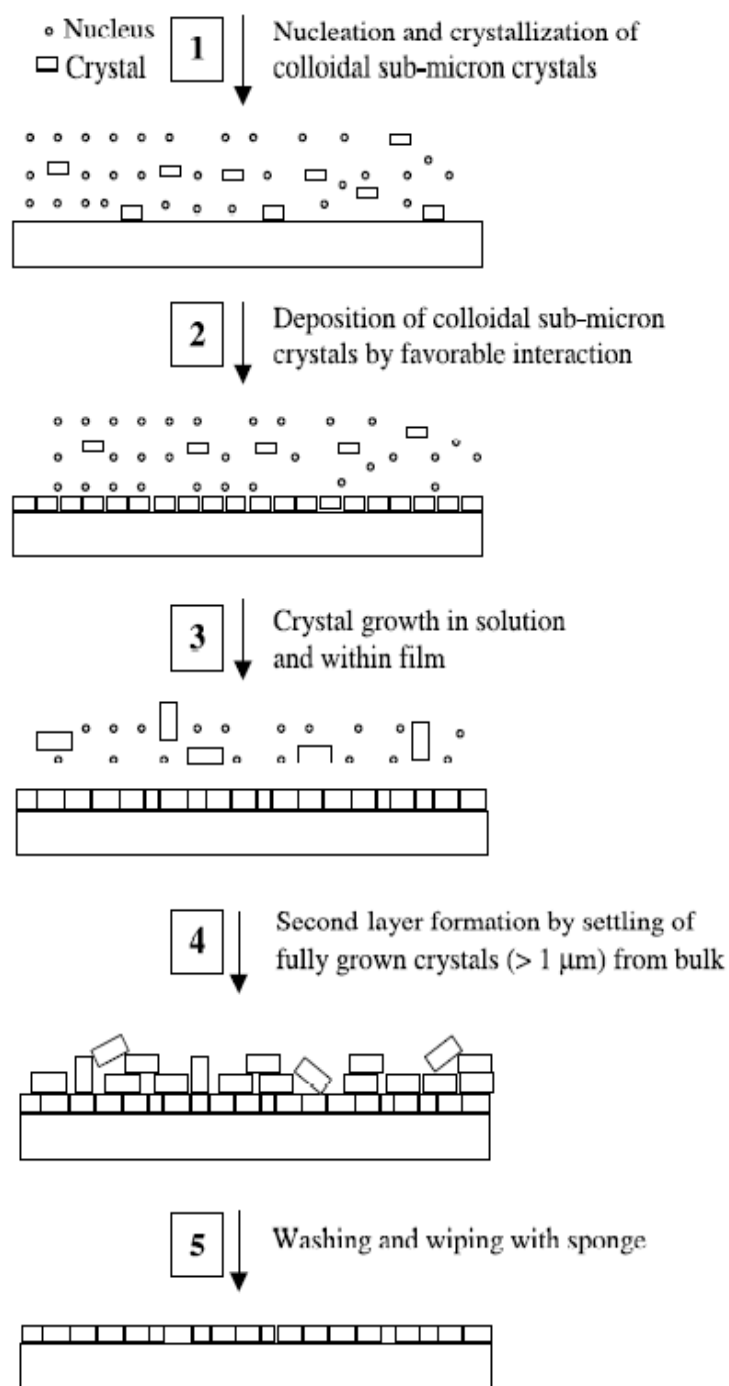 Nucleus
Crystal
1
Nucleation and crystallization of
colloidal sub-micron crystals
2
Deposition of colloidal sub-micron
crystals by favorable interaction
3
Crystal growth in solution
and within film
4
Second layer formation by settling of
fully grown crystals (> 1 μm) from bulk
5
Washing and wiping with sponge